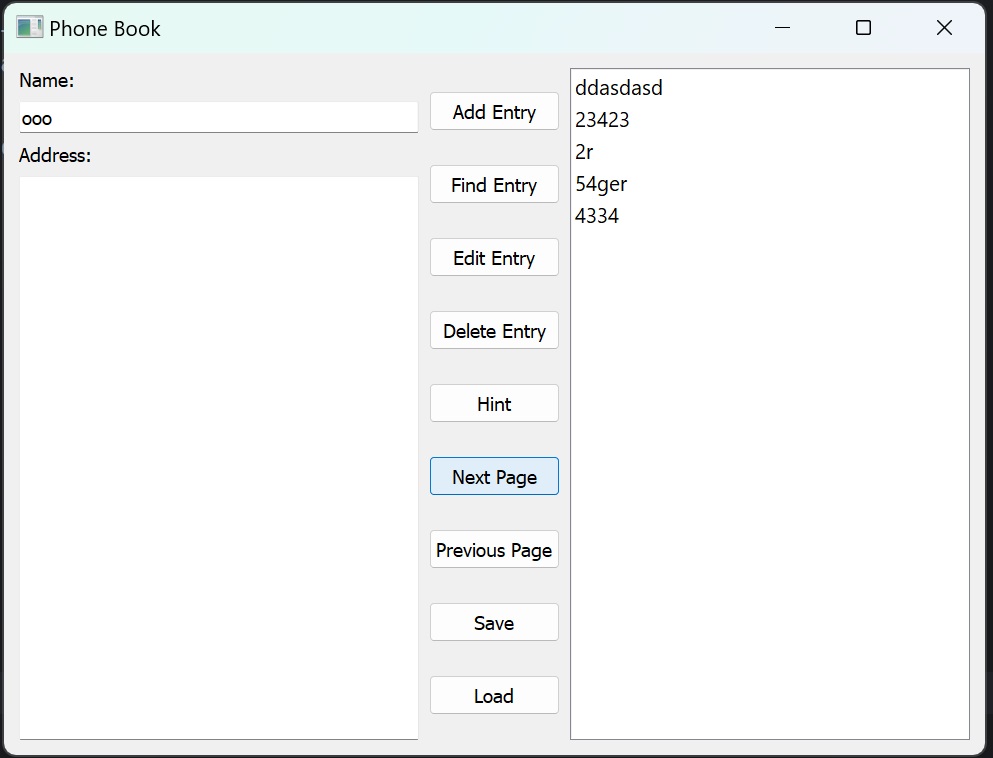 Phone Book
Name:
ooo
Address:
Add Entry
Find Entry
Edit Entry
Delete Entry
Hint
Next Page
Previous Page
Save
Load
ddasdasd
23423
2r
54ger
4334